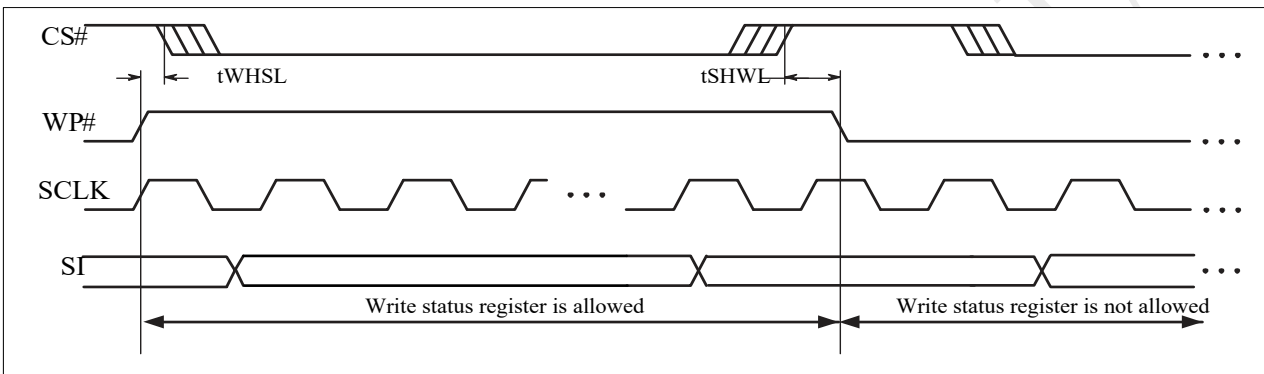 CS#
tWHSL
tSHWL
WP#
SCLK
SI
Write status register is allowed
Write status register is not allowed